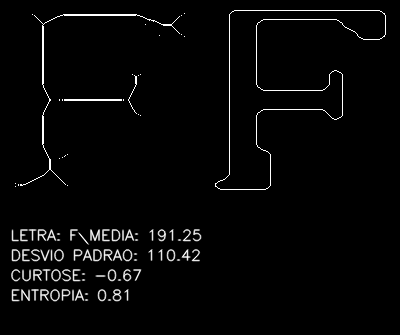 F F
LETRA: F\MEDIA: 191.25
DESVIO PADRAO: 110.42
CURTOSE: -0.67
ENTROPIA: 0.81